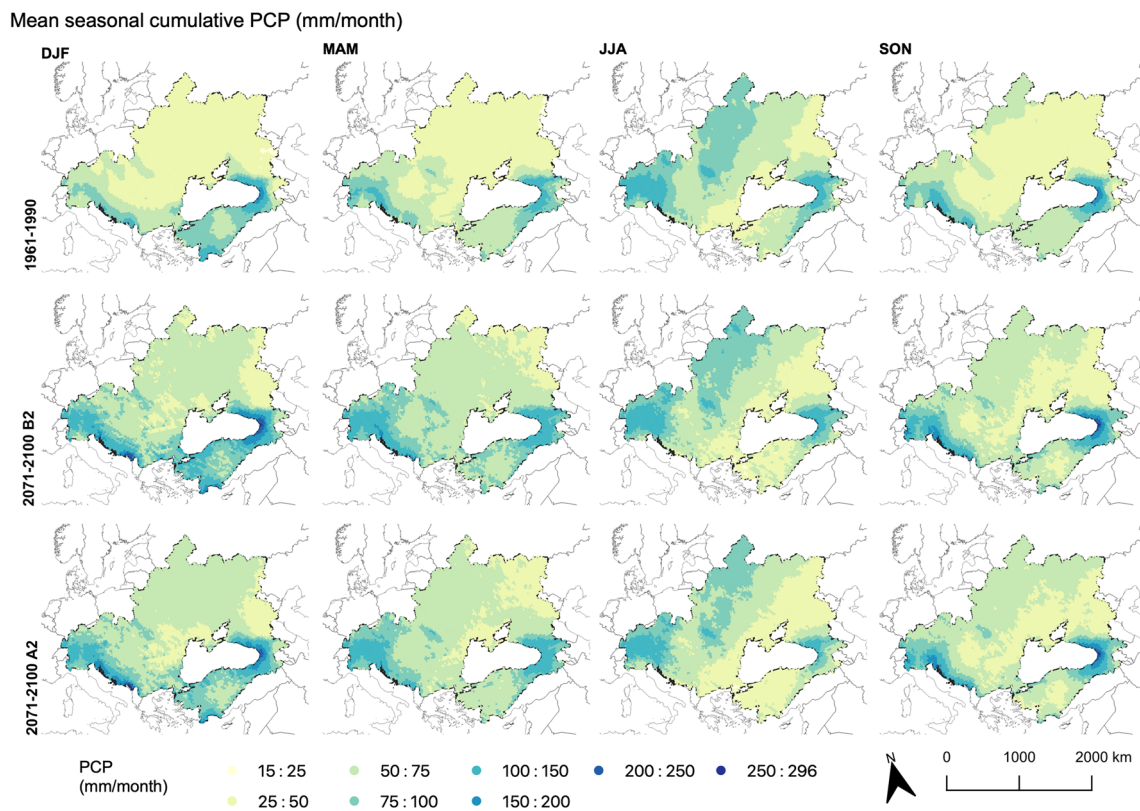 Mean seasonal cumulative PCP (mm/month)
DJF MAM JJA SON
1961-1990
2071-2100 B2
2071-2100 A2
PCP
(mm/month)
15 : 25 50 : 75 100 : 150 200 : 250 250 : 296
25 : 50 75 : 100 150 : 200
N
0 1000 2000 km